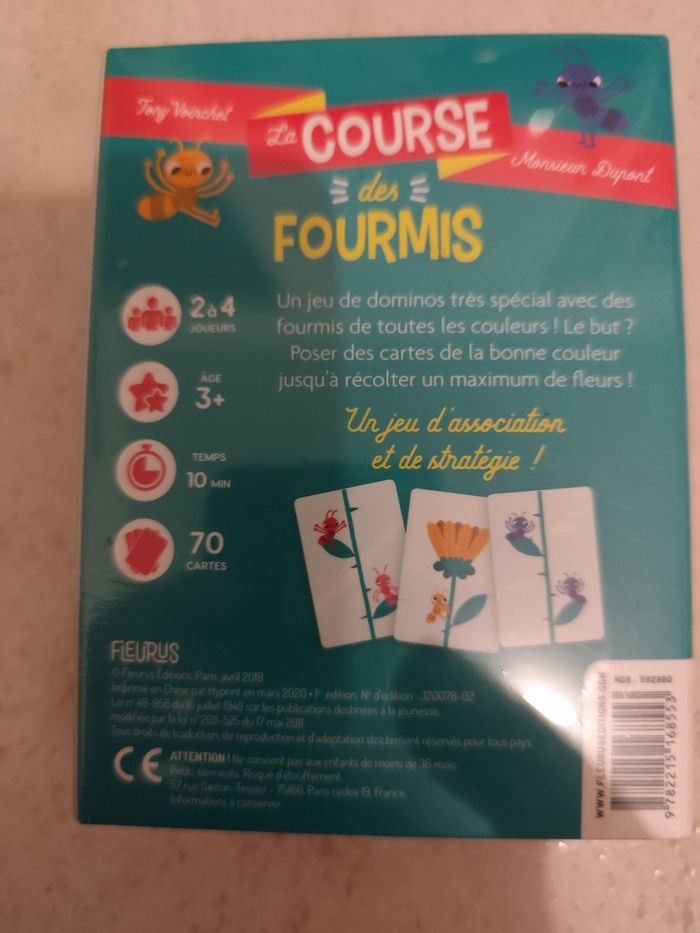 Tony Voirchet
La COURSE
des
FOURMIS
Monsieur Dupont
2 à 4
JOUEURS
ÂGE
3+
TEMPS
10 MIN
70
CARTES
Un jeu de dominos très spécial avec des
fourmis de toutes les couleurs ! Le but ?
Poser des cartes de la bonne couleur
jusqu'à récolter un maximum de fleurs !
Un jeu d'association
et de stratégie !
FLEURUS
© Fleurus Éditions, Paris, avril 2019
Imprimé en Chine par Hyprint en mars 2020 • 1re édition. N° d'édition : J20078-02
Loi n° 49-956 du 16 juillet 1949 sur les publications destinées à la jeunesse,
modifiée par la loi n°2011-525 du 17 mai 2011.
Tous droits de traduction, de reproduction et d'adaptation strictement réservés pour tous pays.
CE
ATTENTION ! Ne convient pas aux enfants de moins de 36 mois.
Petits éléments. Risque d'étouffement.
57 rue Gaston-Tessier - 75166, Paris cedex 19, France.
Informations à conserver
WWW.FLEURUSEDITIONS.COM
MDS : 592960
9 782215 168553